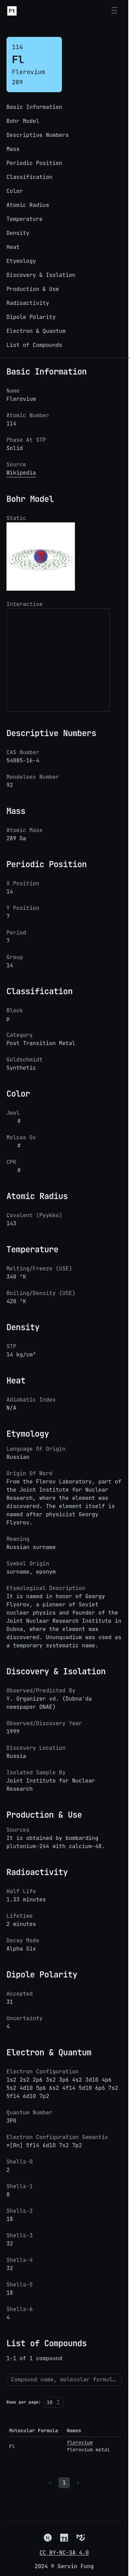 Pt
114
Fl
Flerovium
289
Basic Information
Bohr Model
Descriptive Numbers
Mass
Periodic Position
Classification
Color
Atomic Radius
Temperature
Density
Heat
Etymology
Discovery & Isolation
Production & Use
Radioactivity
Dipole Polarity
Electron & Quantum
List of Compounds
Basic Information
Name
Flerovium
Atomic Number
114
Phase At STP
Solid
Source
Wikipedia
Bohr Model
Static
Interactive
Descriptive Numbers
CAS Number
54085-16-4
Mendeleev Number
92
Mass
Atomic Mass
289 Da
Periodic Position
X Position
14
Y Position
7
Period
7
Group
14
Classification
Block
p
Category
Post Transition Metal
Goldschmidt
Synthetic
Color
Jmol
#
Molcas Gv
#
CPK
#
Atomic Radius
Covalent (Pyykko)
143
Temperature
Melting/Freeze (USE)
340 °K
Boiling/Density (USE)
420 °K
Density
STP
14 kg/cm³
Heat
Adiabatic Index
N/A
Etymology
Language Of Origin
Russian
Origin Of Word
From the Flerov Laboratory, part of
the Joint Institute for Nuclear
Research, where the element was
discovered. The element itself is
named after physicist Georgy
Flyorov.
Meaning
Russian surname
Symbol Origin
surname, eponym
Etymological Description
It is named in honor of Georgy
Flyorov, a pioneer of Soviet
nuclear physics and founder of the
Joint Nuclear Research Institute in
Dubna, where the element was
discovered. Ununquadium was used as
a temporary systematic name.
Discovery & Isolation
Observed/Predicted By
Y. Organizer vd. (Dubna'da
newspaper ONAE)
Observed/Discovery Year
1999
Discovery Location
Russia
Isolated Sample By
Joint Institute for Nuclear
Research
Production & Use
Sources
It is obtained by bombarding
plutonium-244 with calcium-48.
Radioactivity
Half Life
1.33 minutes
Lifetime
2 minutes
Decay Mode
Alpha Six
Dipole Polarity
Accepted
31
Uncertainty
4
Electron & Quantum
Electron Configuration
1s2 2s2 2p6 3s2 3p6 4s2 3d10 4p6
5s2 4d10 5p6 6s2 4f14 5d10 6p6 7s2
5f14 6d10 7p2
Quantum Number
3P0
Electron Configuration Semantic
*[Rn] 5f14 6d10 7s2 7p2
Shells-0
2
Shells-1
8
Shells-2
18
Shells-3
32
Shells-4
32
Shells-5
18
Shells-6
4
List of Compounds
1-1 of 1 compound
Compound name, molecular formul…
Rows per page: 10
Molecular Formula Names
flerovium
Fl
flerovium metal
1
TS
CC BY-NC-SA 4.0
2024 © Gervin Fung